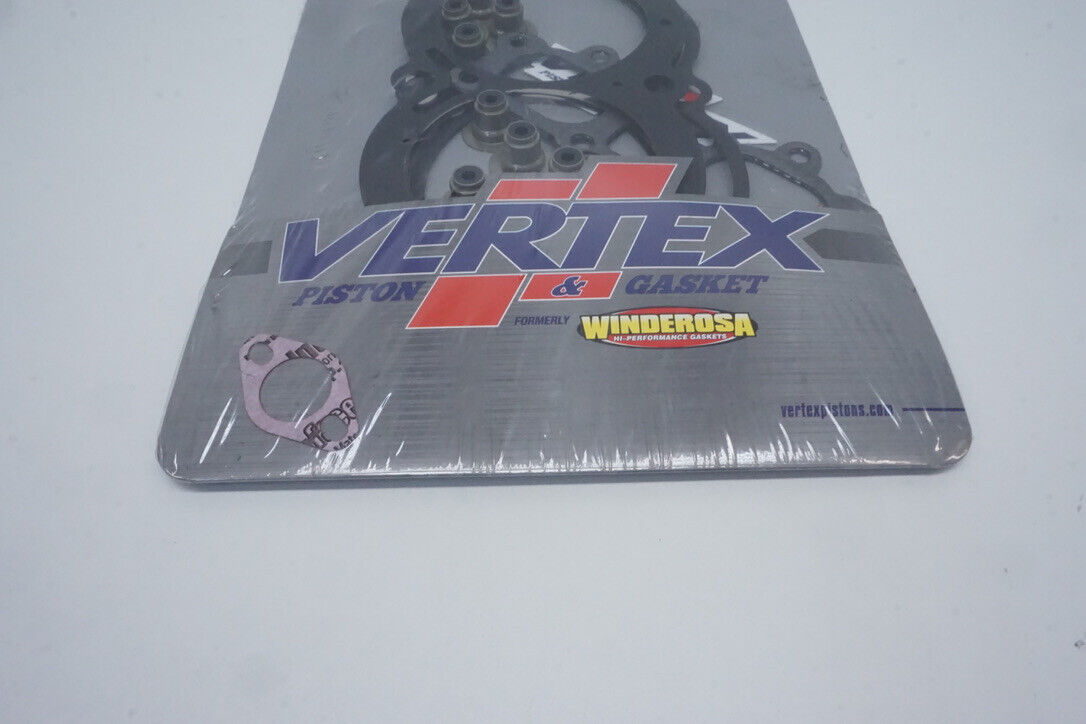 VERTEX
PISTON & GASKET
FORMERLY WINDEROSA
HI-PERFORMANCE GASKETS
vertexpistons.com